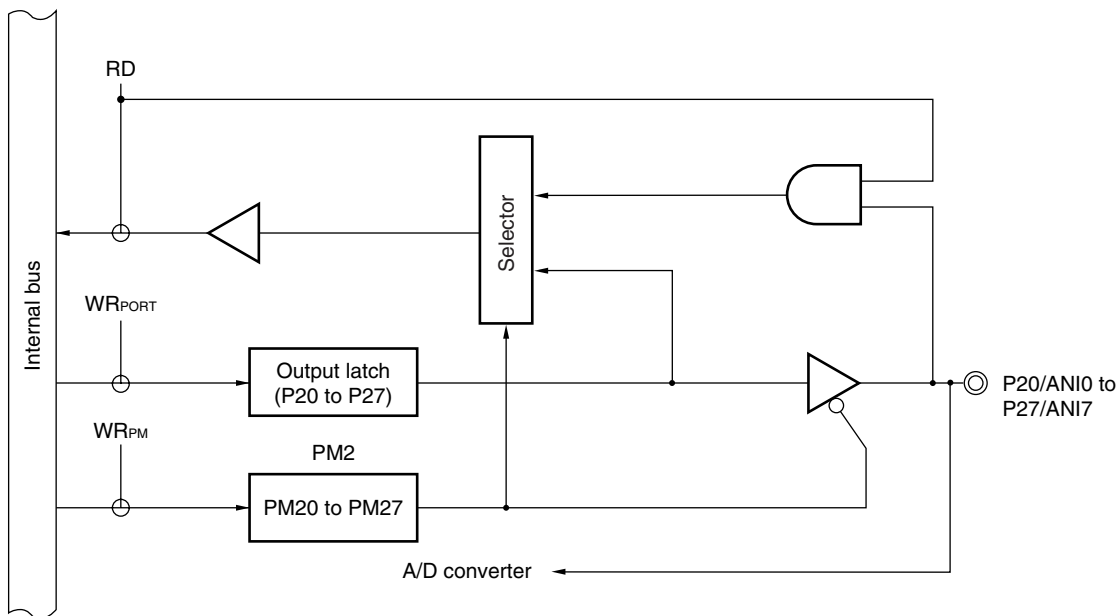 RD
Selector
Internal bus
WRPORT
Output latch
(P20 to P27)
P20/ANI0 to
P27/ANI7
WRPM
PM2
PM20 to PM27
A/D converter